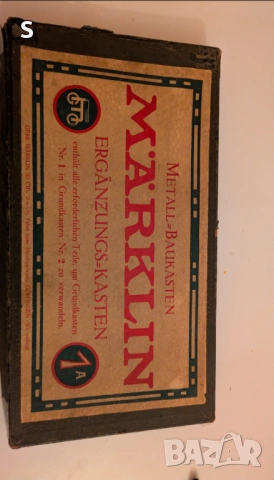 S
METALL=BAUKASTEN
MÄRKLIN
ERGÄNZUNGS=KASTEN
enthält alle erforderlichen Teile, um Grundkasten
Nr. 1 in Grundkasten Nr. 2 zu verwandeln.
1A
BAZAR